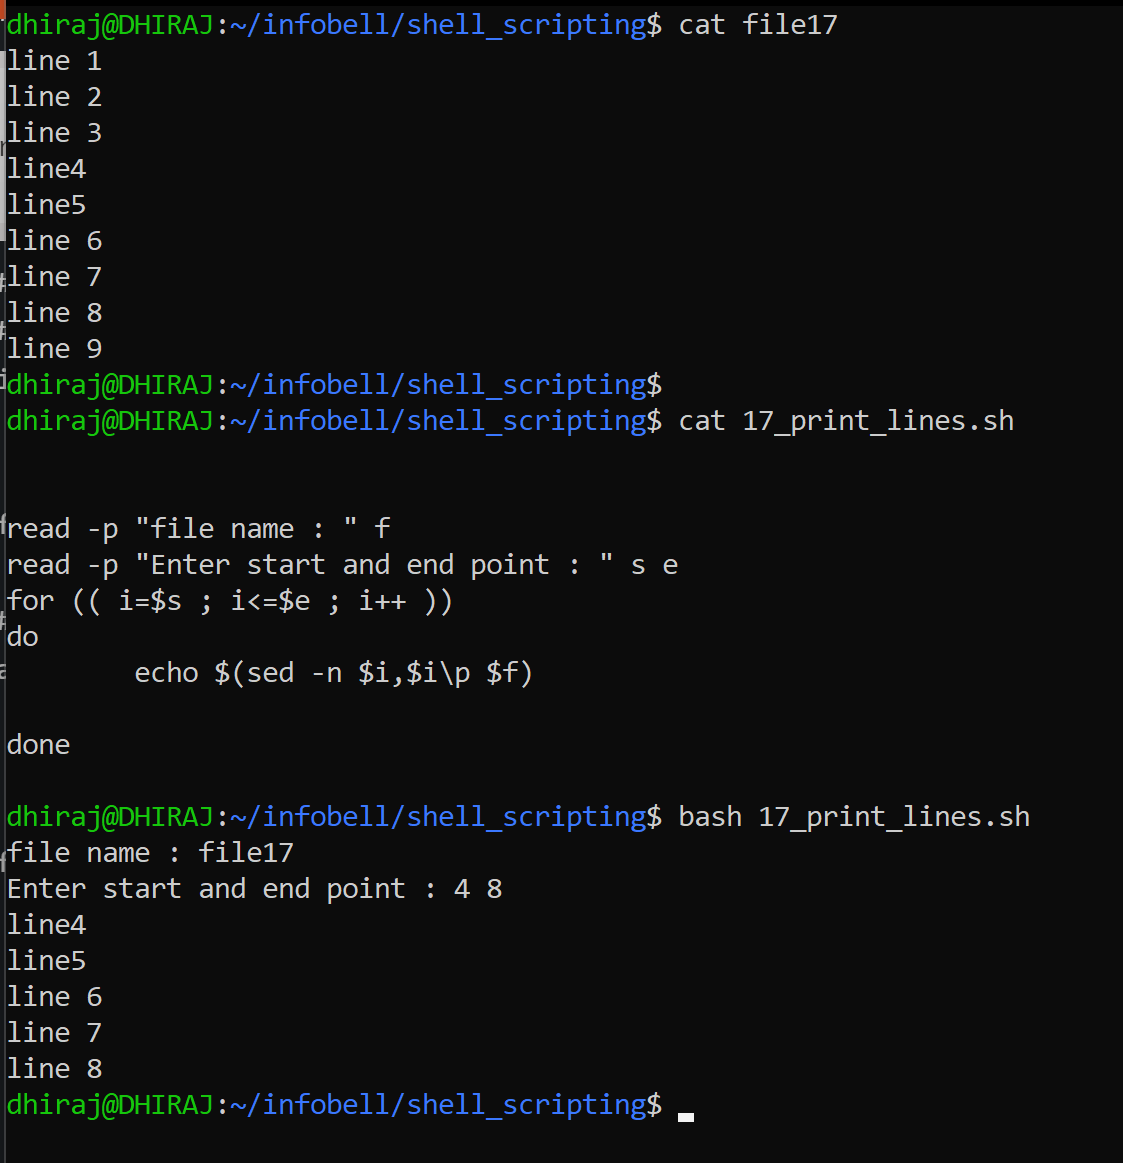 dhiraj@DHIRAJ:~/infobell/shell_scripting$ cat file17
line 1
line 2
line 3
line4
line5
line 6
line 7
line 8
line 9
dhiraj@DHIRAJ:~/infobell/shell_scripting$
dhiraj@DHIRAJ:~/infobell/shell_scripting$ cat 17_print_lines.sh
read -p "file name : " f
read -p "Enter start and end point : " s e
for (( i=$s ; i<=$e ; i++ ))
do
        echo $(sed -n $i,$i\p $f)
done
dhiraj@DHIRAJ:~/infobell/shell_scripting$ bash 17_print_lines.sh
file name : file17
Enter start and end point : 4 8
line4
line5
line 6
line 7
line 8
dhiraj@DHIRAJ:~/infobell/shell_scripting$